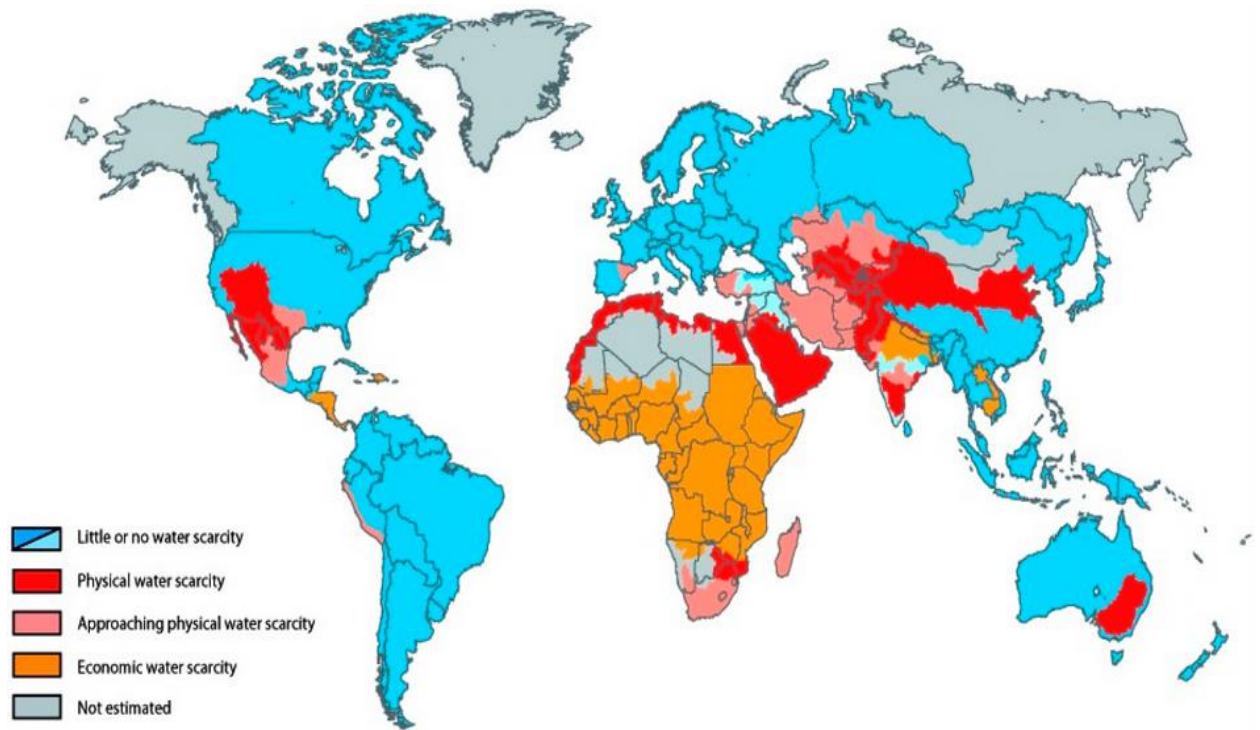 Little or no water scarcity
Physical water scarcity
Approaching physical water scarcity
Economic water scarcity
Not estimated